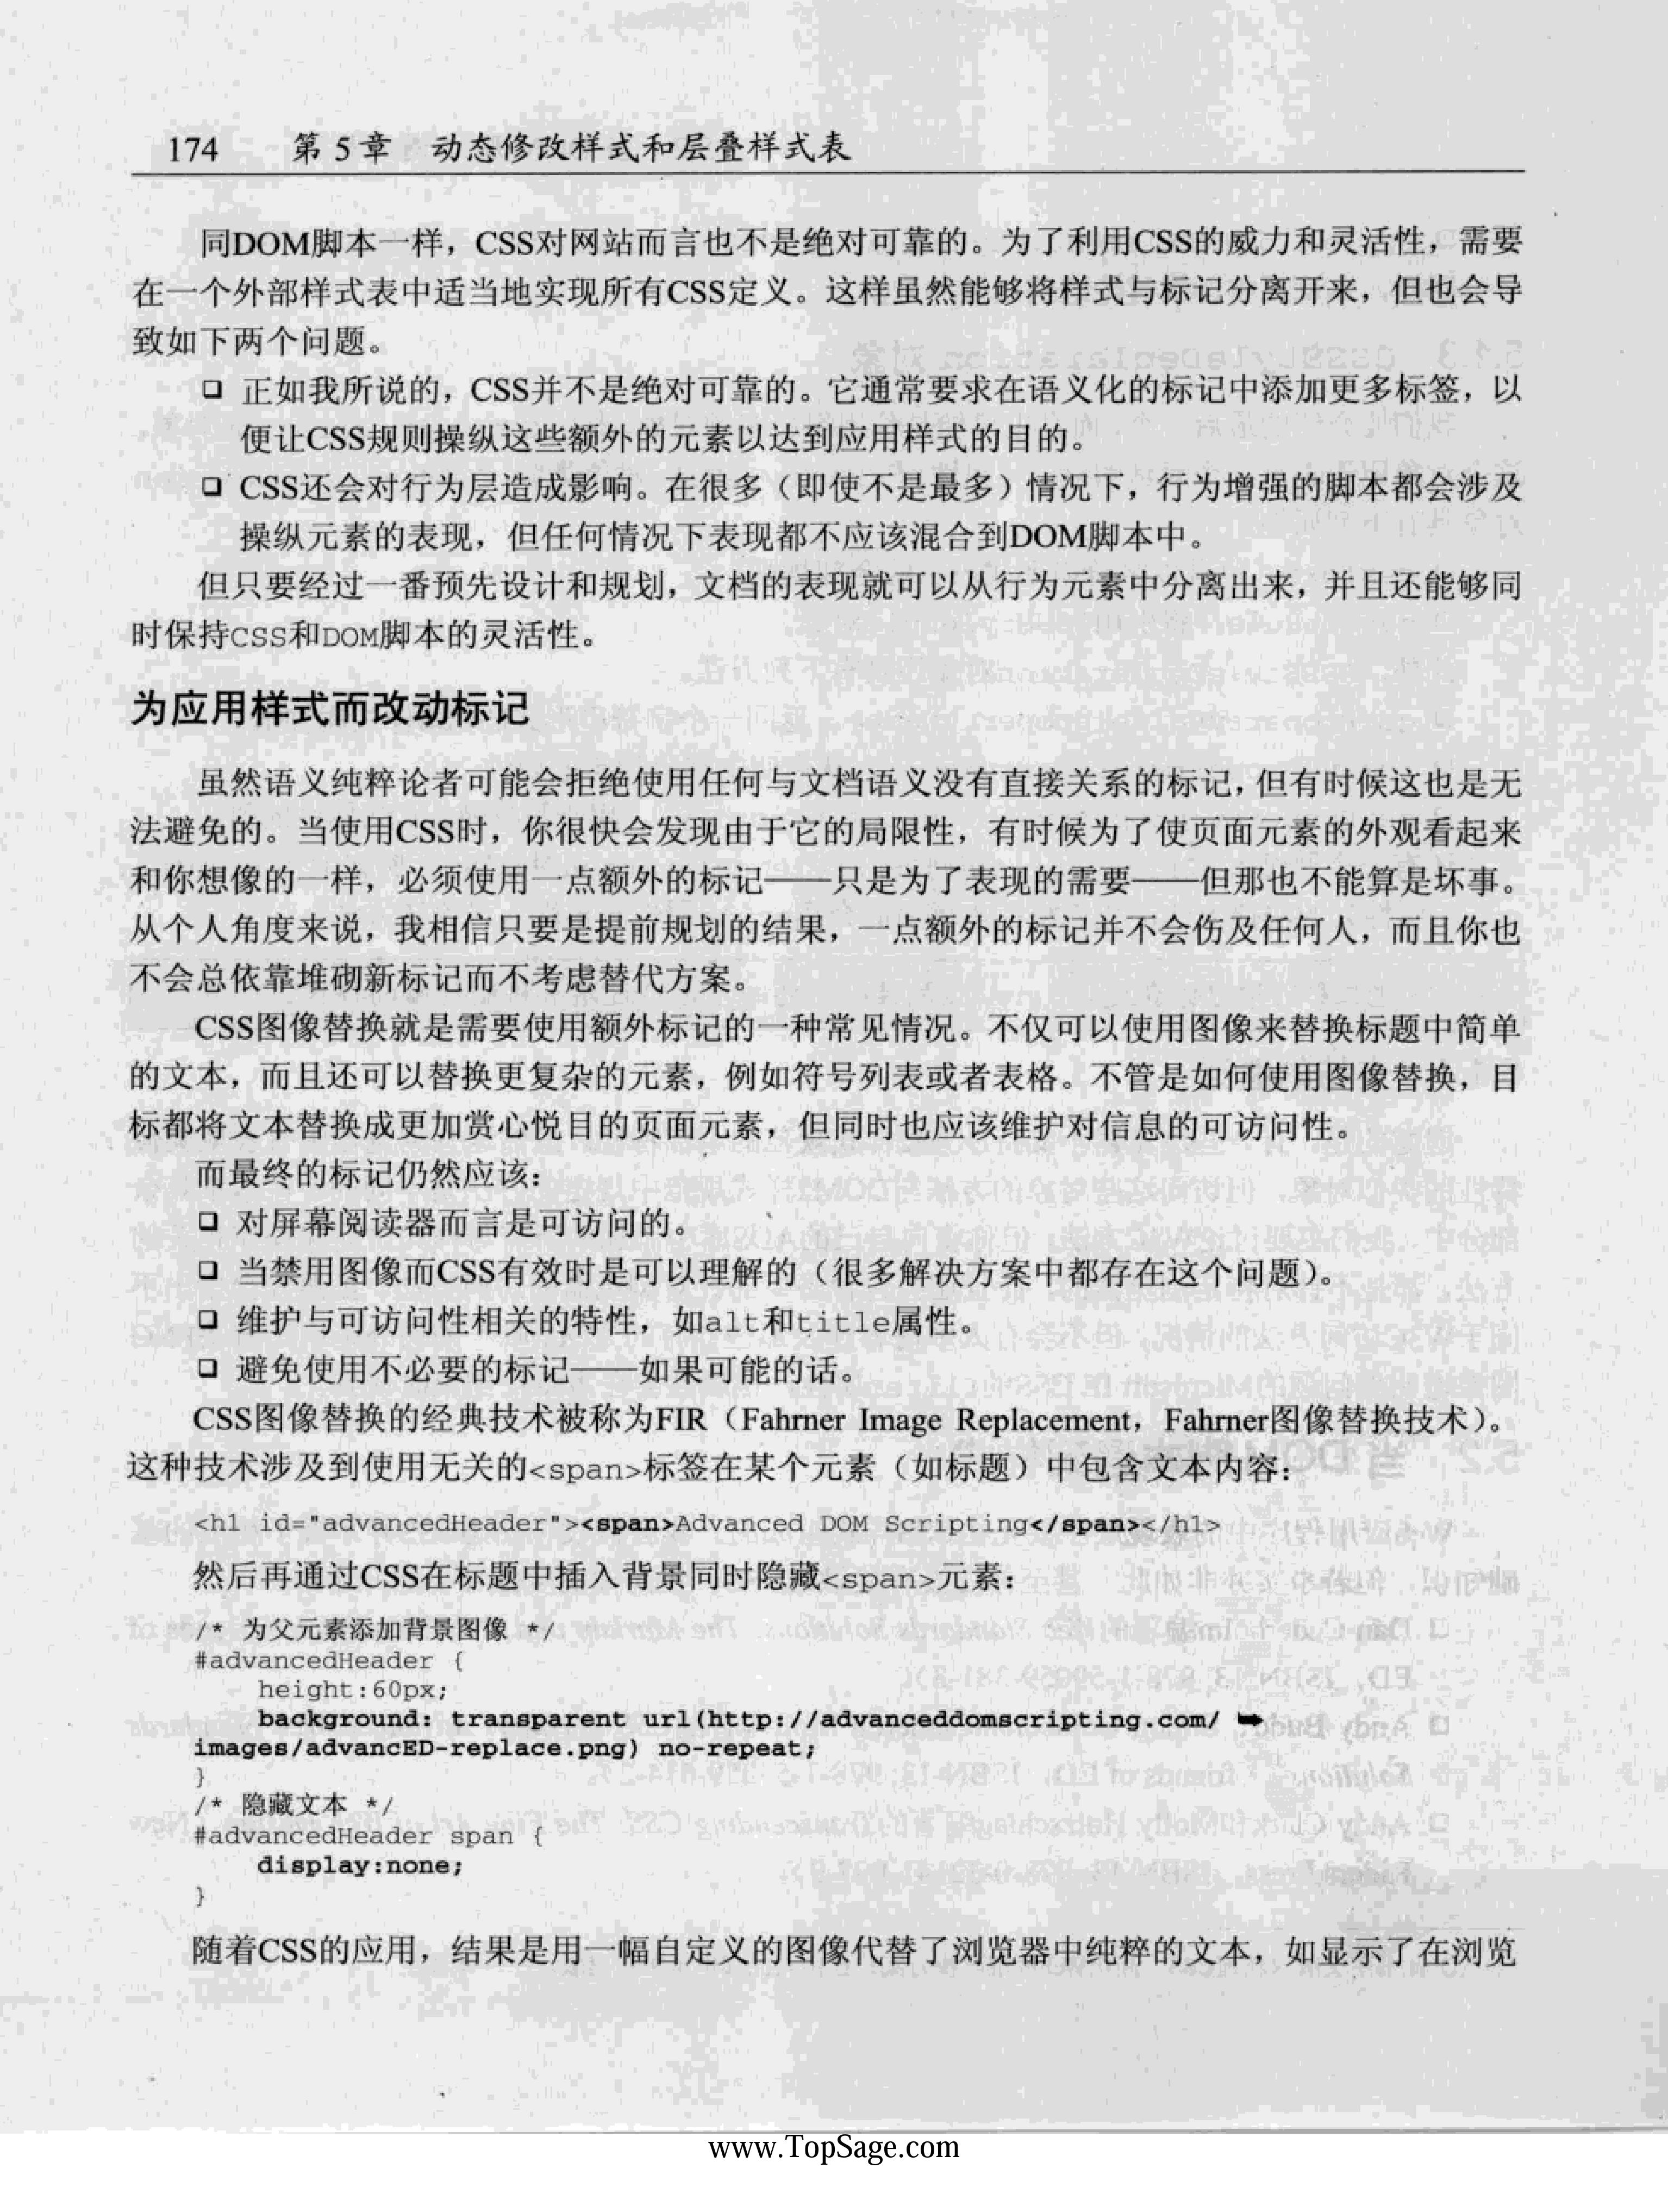 174 第 5 章 动态修改样式和层叠样式表
同DOM脚本一样，CSS对网站而言也不是绝对可靠的。为了利用CSS的威力和灵活性，需要
在一个外部样式表中适当地实现所有CSS定义。这样虽然能够将样式与标记分离开来，但也会导
致如下两个问题。
❑ 正如我所说的，CSS并不是绝对可靠的。它通常要求在语义化的标记中添加更多标签，以
便让CSS规则操纵这些额外的元素以达到应用样式的目的。
❑ CSS还会对行为层造成影响。在很多（即使不是最多）情况下，行为增强的脚本都会涉及
操纵元素的表现，但任何情况下表现都不应该混合到DOM脚本中。
但只要经过一番预先设计和规划，文档的表现就可以从行为元素中分离出来，并且还能够同
时保持CSS和DOM脚本的灵活性。
为应用样式而改动标记
虽然语义纯粹论者可能会拒绝使用任何与文档语义没有直接关系的标记，但有时候这也是无
法避免的。当使用CSS时，你很快会发现由于它的局限性，有时候为了使页面元素的外观看起来
和你想像的一样，必须使用一点额外的标记——只是为了表现的需要——但那也不能算是坏事。
从个人角度来说，我相信只要是提前规划的结果，一点额外的标记并不会伤及任何人，而且你也
不会总依靠堆砌新标记而不考虑替代方案。
CSS图像替换就是需要使用额外标记的一种常见情况。不仅可以使用图像来替换标题中简单
的文本，而且还可以替换更复杂的元素，例如符号列表或者表格。不管是如何使用图像替换，目
标都将文本替换成更加赏心悦目的页面元素，但同时也应该维护对信息的可访问性。
而最终的标记仍然应该：
❑ 对屏幕阅读器而言是可访问的。
❑ 当禁用图像而CSS有效时是可以理解的（很多解决方案中都存在这个问题）。
❑ 维护与可访问性相关的特性，如alt和title属性。
❑ 避免使用不必要的标记——如果可能的话。
CSS图像替换的经典技术被称为FIR（Fahrner Image Replacement，Fahrner图像替换技术）。
这种技术涉及到使用无关的<span>标签在某个元素（如标题）中包含文本内容：
<h1 id="advancedHeader"><span>Advanced DOM Scripting</span></h1>
然后再通过CSS在标题中插入背景同时隐藏<span>元素：
/* 为父元素添加背景图像 */
#advancedHeader {
height:60px;
background: transparent url(http://advanceddomscripting.com/ ➥
images/advancED-replace.png) no-repeat;
}
/* 隐藏文本 */
#advancedHeader span {
display:none;
}
随着CSS的应用，结果是用一幅自定义的图像代替了浏览器中纯粹的文本，如显示了在浏览
www.TopSage.com